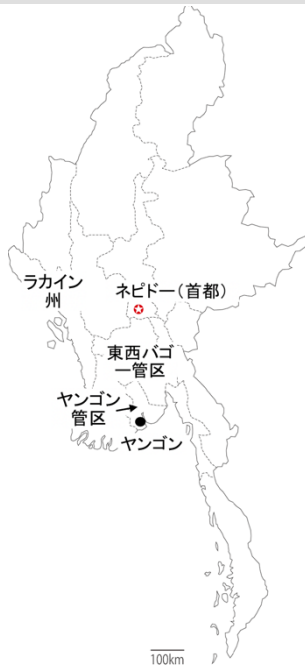 ラカイン
州
ネピドー（首都）
東西バゴ
ー管区
ヤンゴン
管区
ヤンゴン
100km